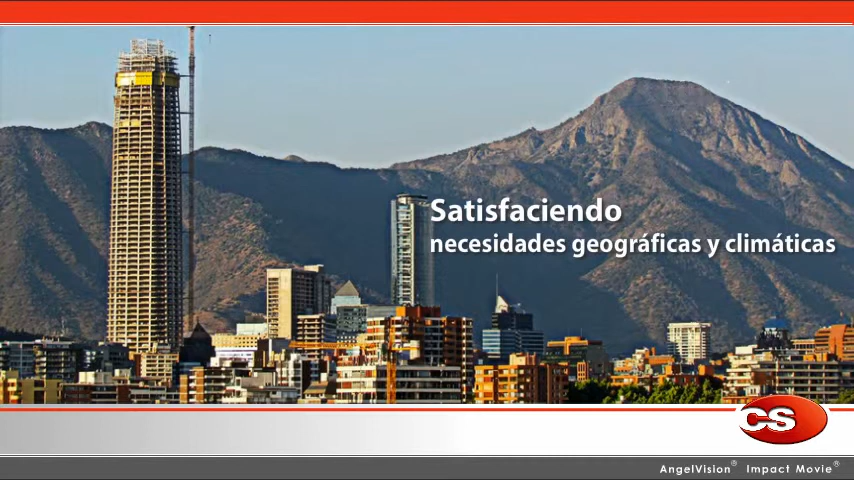 Satisfaciendo
necesidades geográficas y climáticas
CS
AngelVision® Impact Movie®